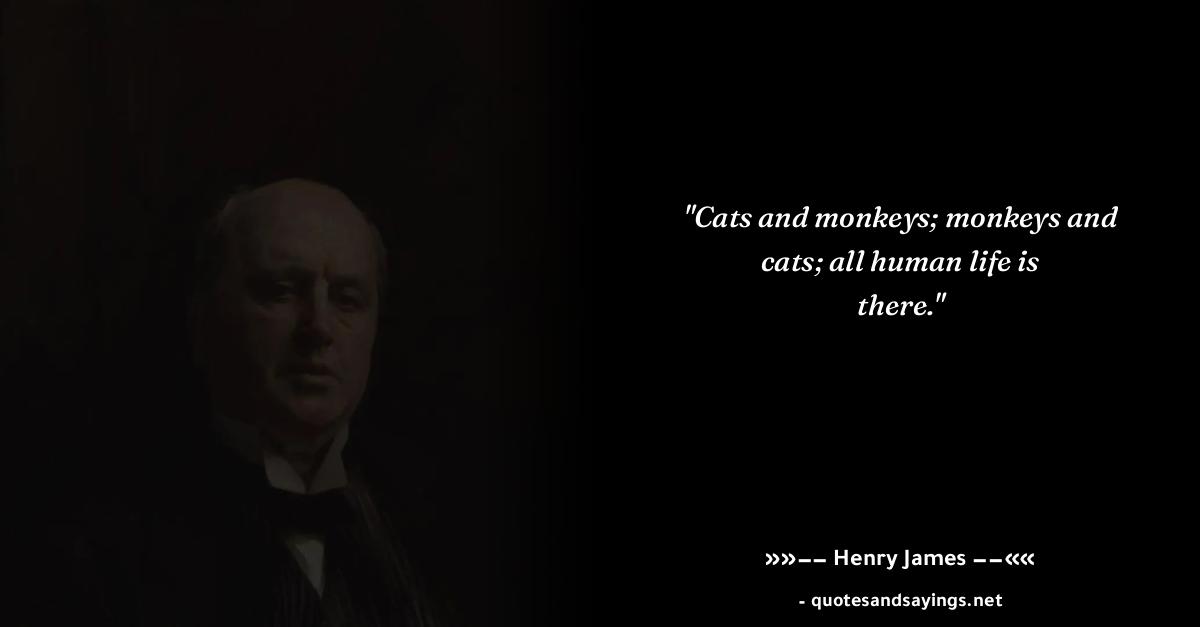 "Cats and monkeys; monkeys and
cats; all human life is
there."
»»−− Henry James −−««
- quotesandsayings.net